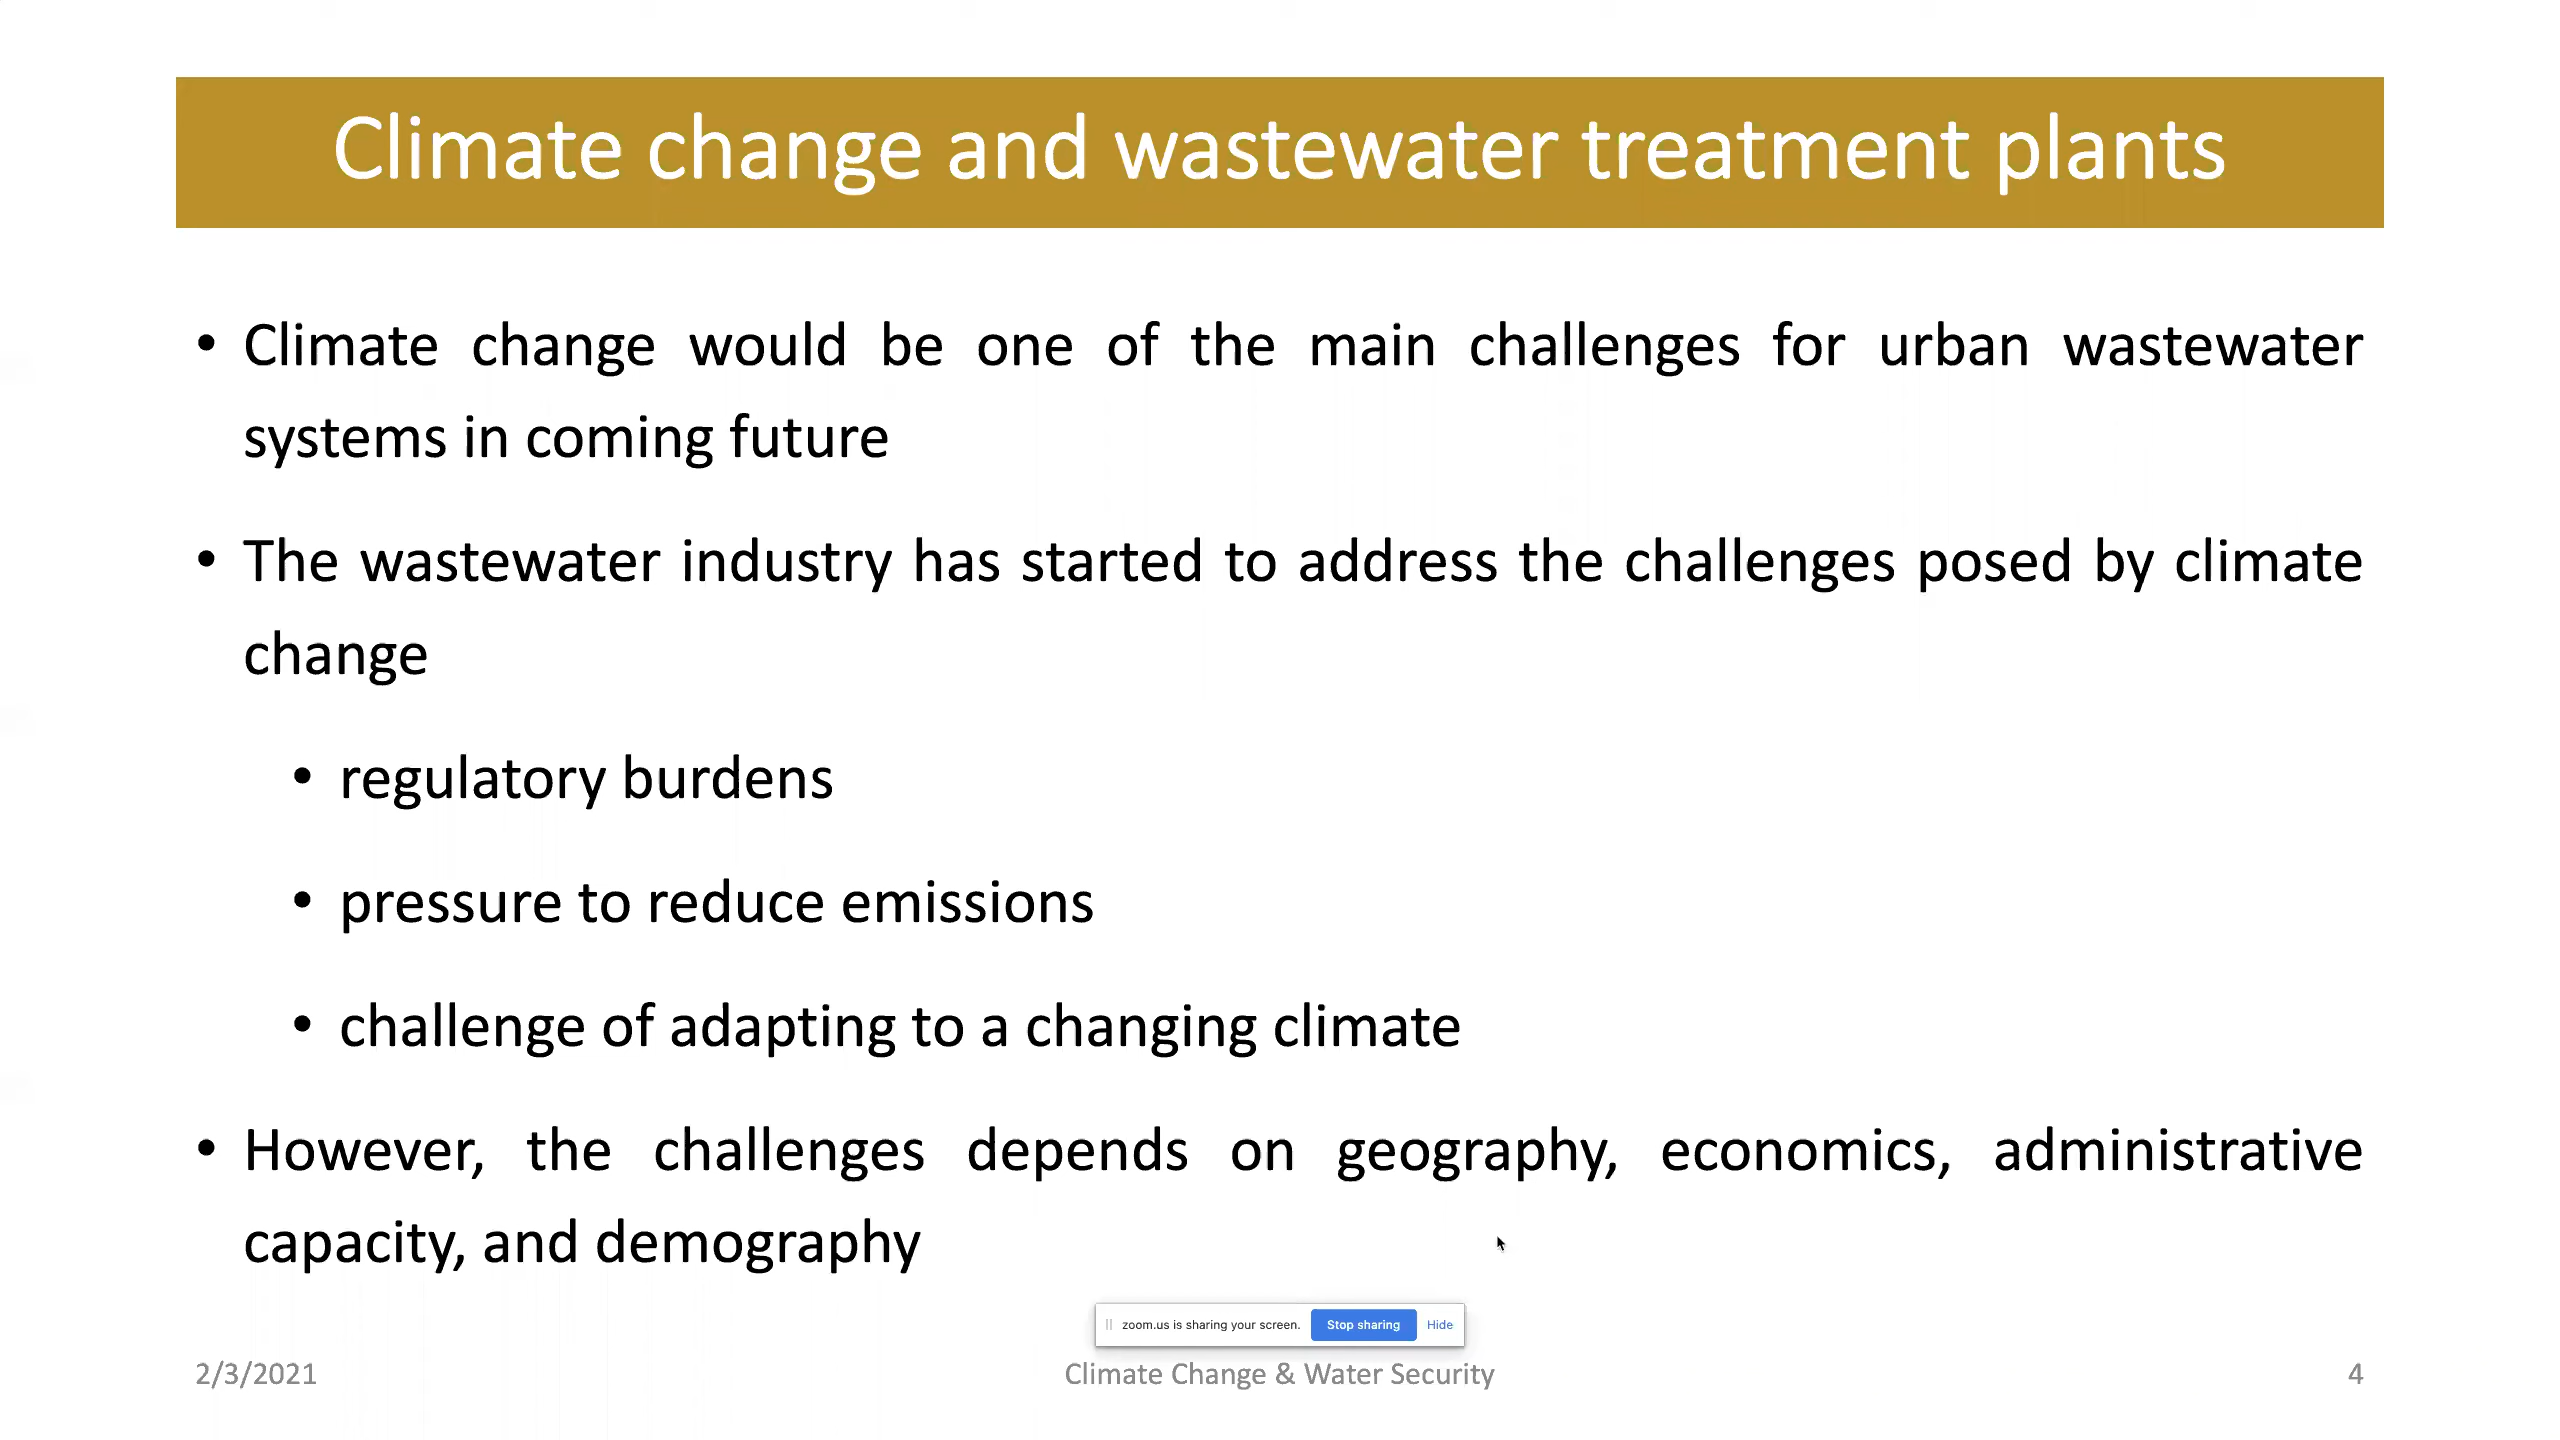 Climate change and wastewater treatment plants
• Climate change would be one of the main challenges for urban wastewater
systems in coming future
• The wastewater industry has started to address the challenges posed by climate
change
• regulatory burdens
• pressure to reduce emissions
• challenge of adapting to a changing climate
• However, the challenges depends on geography, economics, administrative
capacity, and demography
zoom.us is sharing your screen. Stop sharing Hide
2/3/2021 Climate Change & Water Security 4